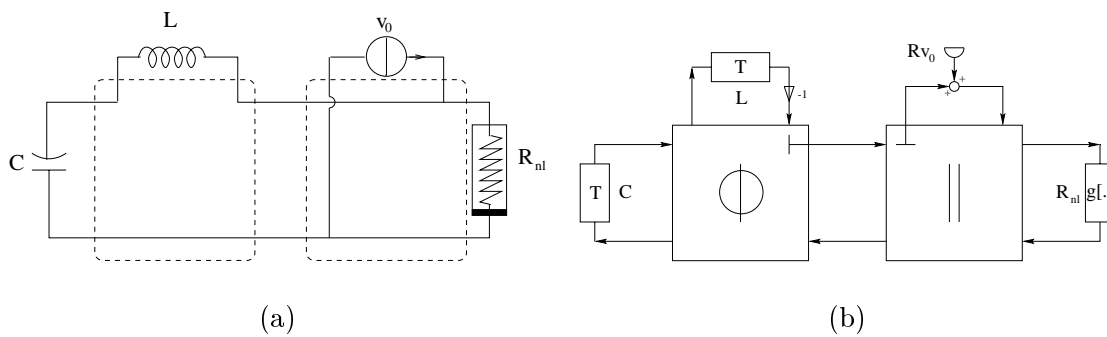 L
v₀
C
Rₙₗ
(a)
T
L
-1
T
C
Rv₀
+
+
Rₙₗ
g[.
(b)